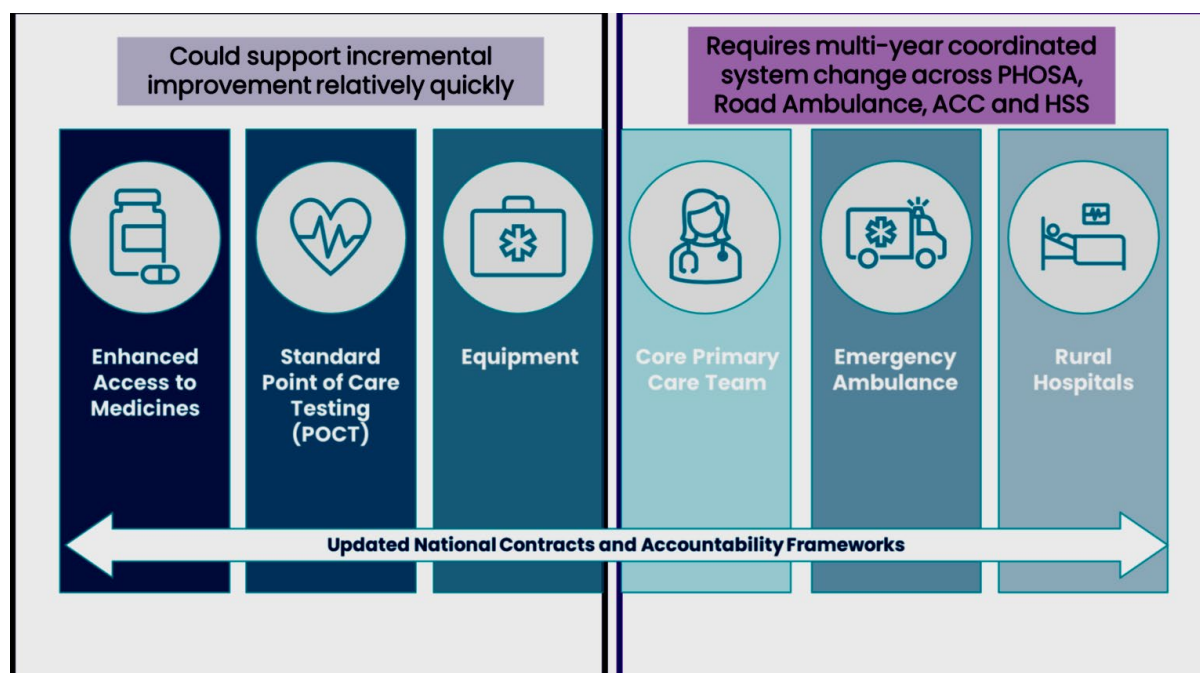 Could support incremental
improvement relatively quickly
Requires multi-year coordinated
system change across PHOSA,
Road Ambulance, ACC and HSS
Enhanced
Access to
Medicines
Standard
Point of Care
Testing
(POCT)
Equipment
Core Primary
Care Team
Emergency
Ambulance
Rural
Hospitals
Updated National Contracts and Accountability Frameworks